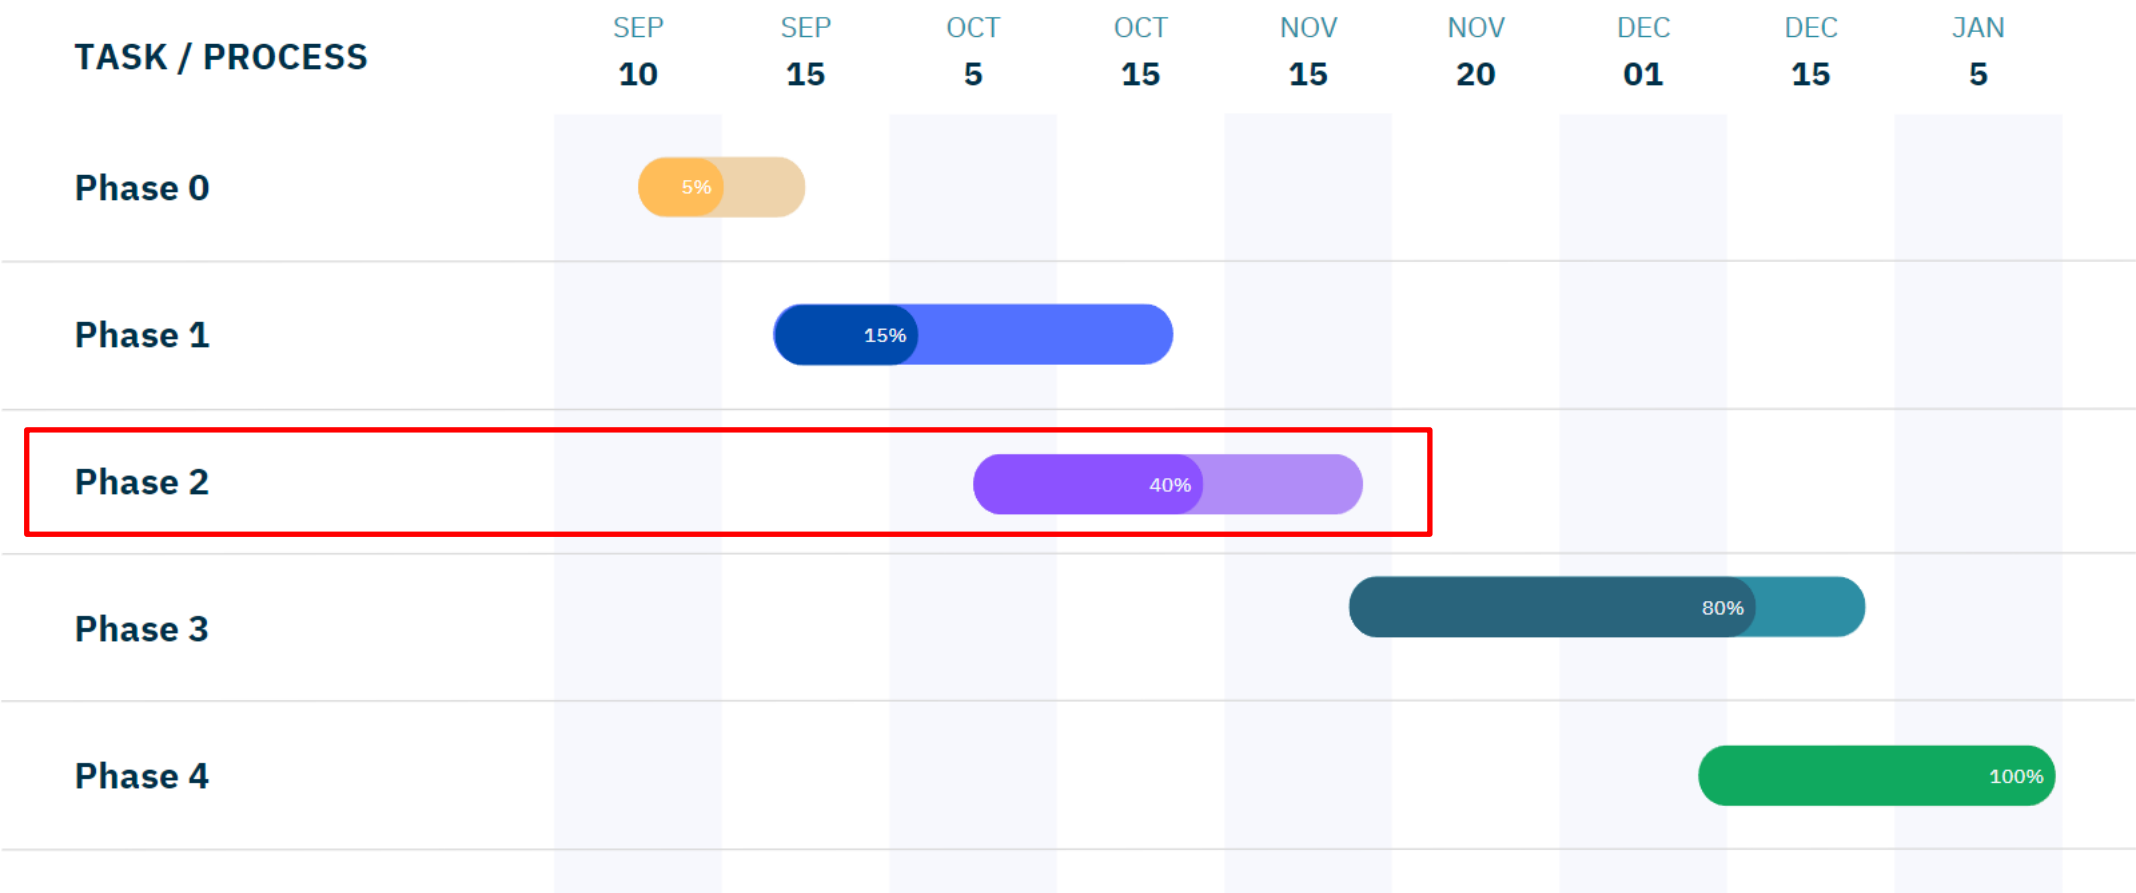 TASK / PROCESS
SEP SEP OCT OCT NOV NOV DEC DEC JAN
10 15 5 15 15 20 01 15 5
Phase 0 5%
Phase 1 15%
Phase 2 40%
Phase 3 80%
Phase 4 100%